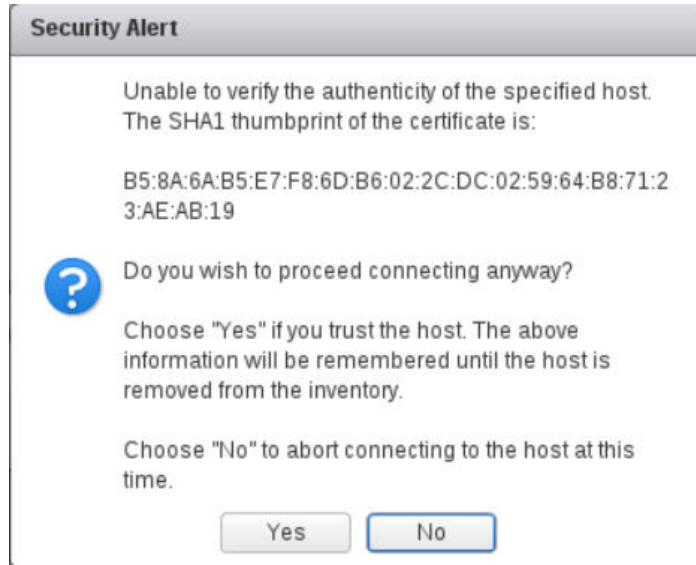 Security Alert
Unable to verify the authenticity of the specified host.
The SHA1 thumbprint of the certificate is:
B5:8A:6A:B5:E7:F8:6D:B6:02:2C:DC:02:59:64:B8:71:2
3:AE:AB:19
Do you wish to proceed connecting anyway?
Choose "Yes" if you trust the host. The above
information will be remembered until the host is
removed from the inventory.
Choose "No" to abort connecting to the host at this
time.
Yes No